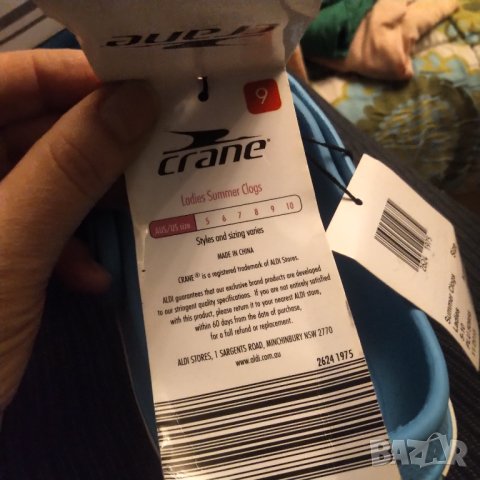 crane
9
crane®
Ladies Summer Clogs
AUS/US SIZE 5 6 7 8 9 10
Styles and sizing varies
MADE IN CHINA
CRANE ® is a registered trademark of ALDI Stores.
ALDI guarantees that our exclusive brand products are developed
to our stringent quality specifications. If you are not entirely satisfied
with this product, please return it to your nearest ALDI store,
within 60 days from the date of purchase,
for a full refund or replacement.
ALDI STORES, 1 SARGENTS ROAD, MINCHINBURY NSW 2770
www.aldi.com.au
2624 1975
2624 1975
Summer Clogs
Ladies
Bazar.bg